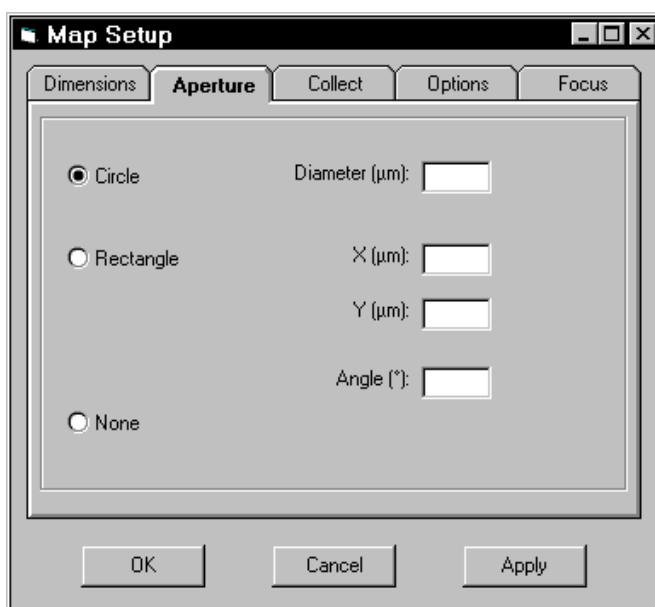 Map Setup
Dimensions Aperture Collect Options Focus
Circle Diameter (µm):
Rectangle X (µm):
Y (µm):
Angle (°):
None
OK Cancel Apply